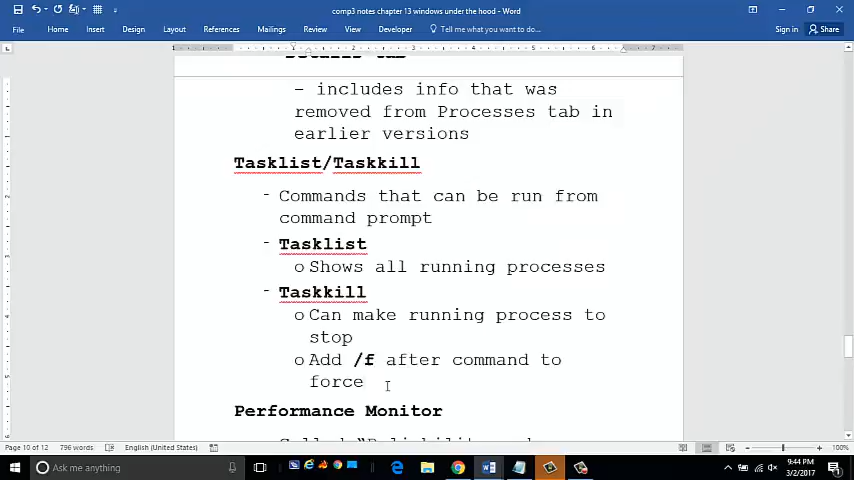 comp3 notes chapter 13 windows under the hood - Word
File Home Insert Design Layout References Mailings Review View Developer Tell me what you want to do... Sign in Share
Details tab
– includes info that was
removed from Processes tab in
earlier versions
Tasklist/Taskkill
- Commands that can be run from
command prompt
- Tasklist
o Shows all running processes
- Taskkill
o Can make running process to
stop
o Add /f after command to
force
Performance Monitor
Page 10 of 12 796 words English (United States) 100%
Ask me anything
9:44 PM
3/2/2017